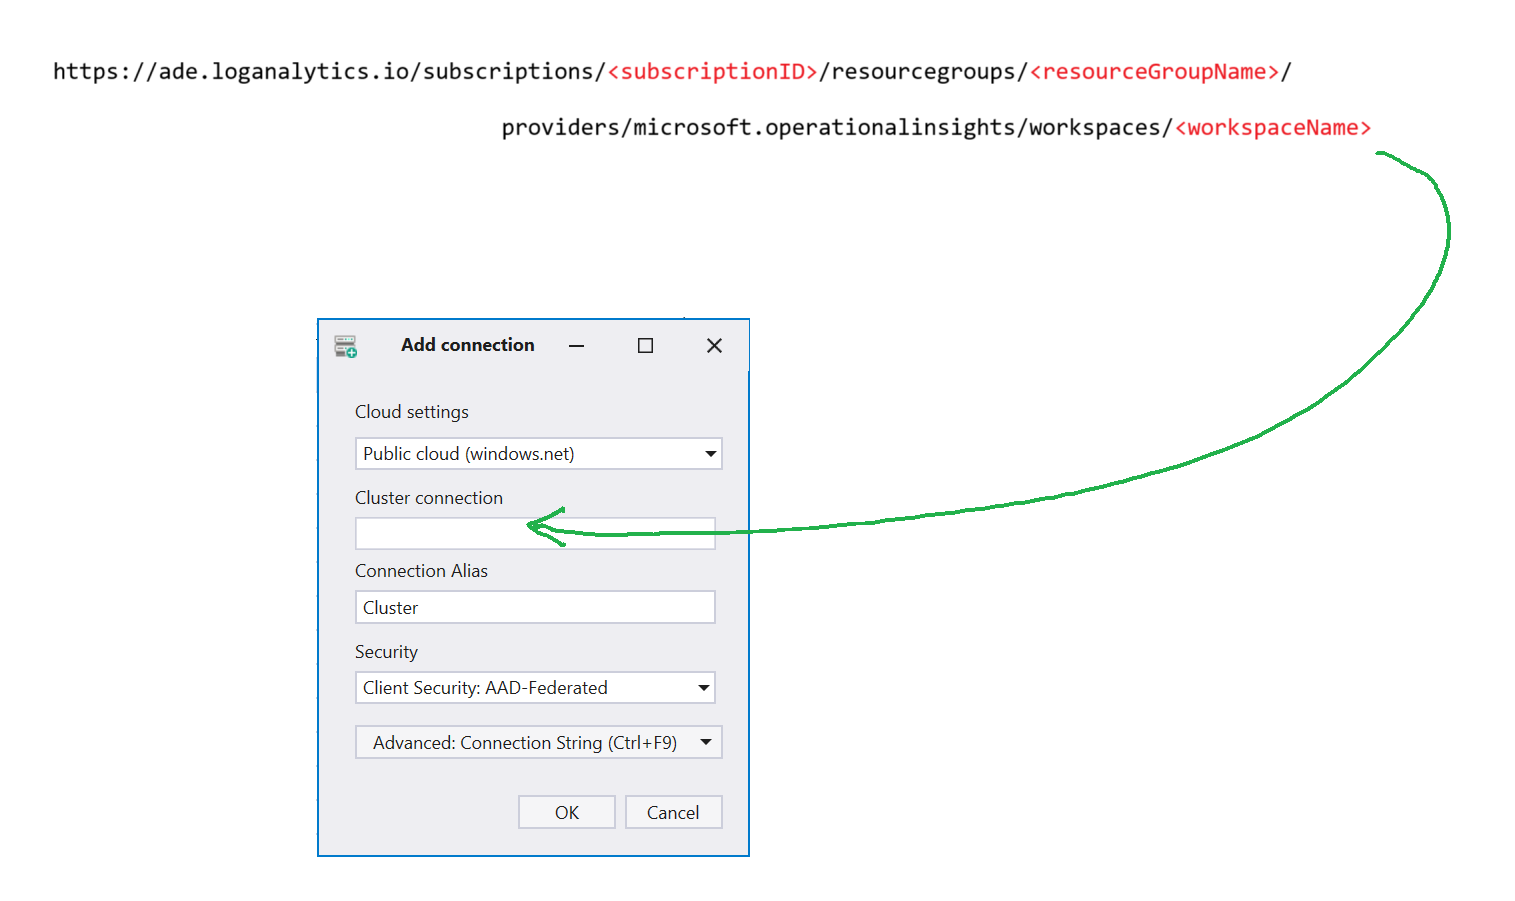 https://ade.loganalytics.io/subscriptions/<subscriptionID>/resourcegroups/<resourceGroupName>/
providers/microsoft.operationalinsights/workspaces/<workspaceName>
Add connection
Cloud settings
Public cloud (windows.net)
Cluster connection
Connection Alias
Cluster
Security
Client Security: AAD-Federated
Advanced: Connection String (Ctrl+F9)
OK Cancel